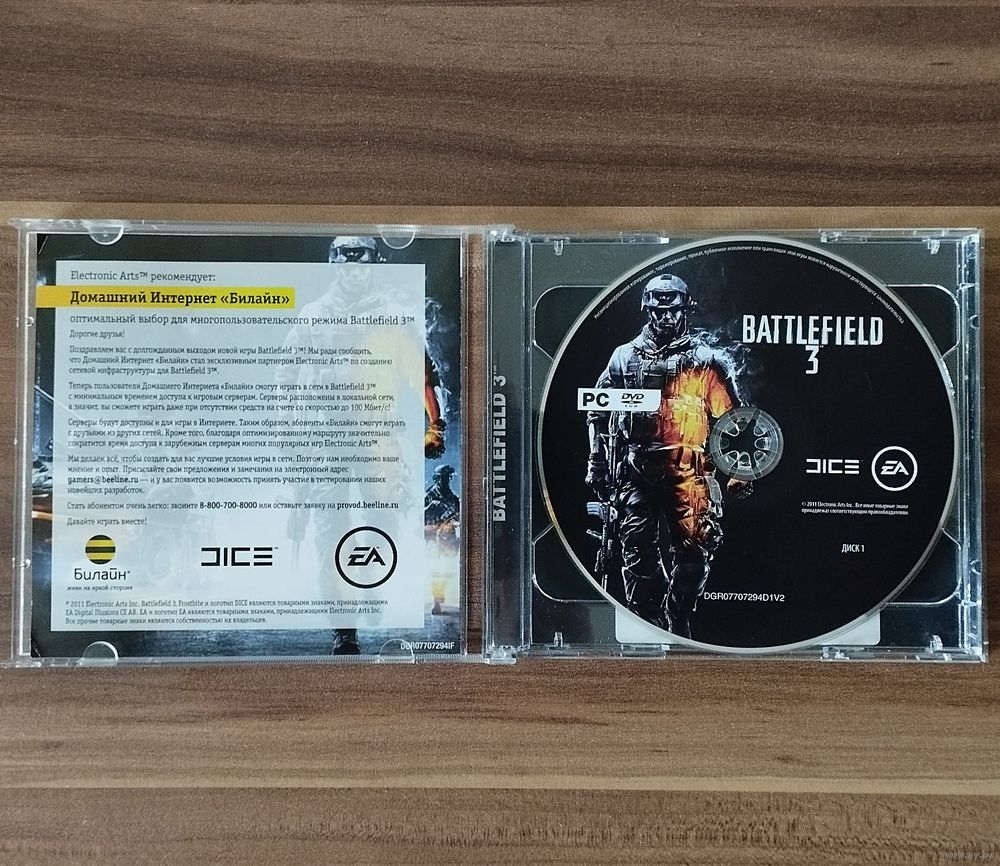 Electronic Arts™ рекомендует:
Домашний Интернет «Билайн»
оптимальный выбор для многопользовательского режима Battlefield 3™
Дорогие друзья!
Поздравляем вас с долгожданным выходом новой игры Battlefield 3™! Мы рады сообщить,
что Домашний Интернет «Билайн» стал эксклюзивным партнером Electronic Arts™ по созданию
сетевой инфраструктуры для Battlefield 3™.
Теперь пользователи Домашнего Интернета «Билайн» смогут играть в сети в Battlefield 3™
с минимальным временем доступа к игровым серверам. Серверы расположены в локальной сети,
а значит, вы сможете играть даже при отсутствии средств на счете со скоростью до 100 Мбит/с!
Серверы будут доступны и для игры в Интернете. Таким образом, абоненты «Билайн» смогут играть
с друзьями из других сетей. Кроме того, благодаря оптимизированному маршруту значительно
сократится время доступа к зарубежным серверам многих популярных игр Electronic Arts™.
Мы делаем всё, чтобы создать для вас лучшие условия игры в сети. Поэтому нам необходимо ваше
мнение и опыт. Присылайте свои предложения и замечания на электронный адрес
gamers@beeline.ru — и у вас появится возможность принять участие в тестировании наших
новейших разработок.
Стать абонентом очень легко: звоните 8-800-700-8000 или оставьте заявку на provod.beeline.ru
Давайте играть вместе!
Билайн®
живи на яркой стороне
DICE™
EA
© 2011 Electronic Arts Inc. Battlefield 3, Frostbite и логотип DICE являются товарными знаками, принадлежащими
EA Digital Illusions CE AB. EA и логотип EA являются товарными знаками, принадлежащими Electronic Arts Inc.
Все прочие товарные знаки являются собственностью их владельцев.
DGR07707294IF
BATTLEFIELD 3™
BATTLEFIELD
3
PC DVD
ROM
DICE EA
© 2011 Electronic Arts Inc. Все иные товарные знаки
принадлежат соответствующим правообладателям.
ДИСК 1
DGR07707294D1V2